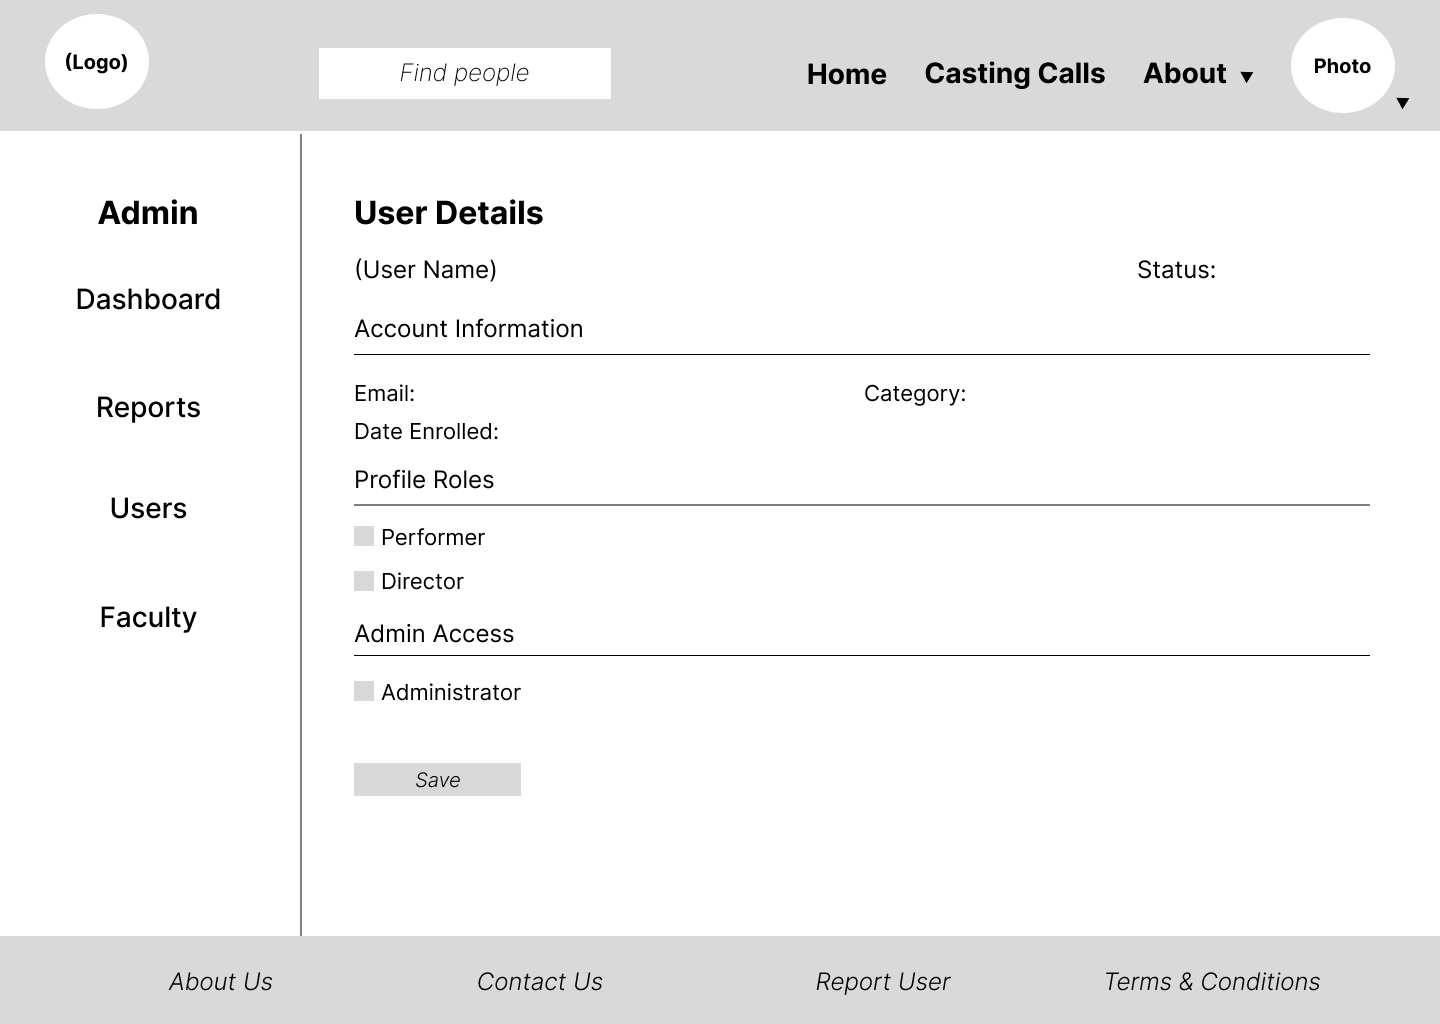 (Logo)
Find people
Home
Casting Calls
About ▼
Photo
▼
Admin
Dashboard
Reports
Users
Faculty
User Details
(User Name)
Status:
Account Information
Email:
Category:
Date Enrolled:
Profile Roles
Performer
Director
Admin Access
Administrator
Save
About Us
Contact Us
Report User
Terms & Conditions